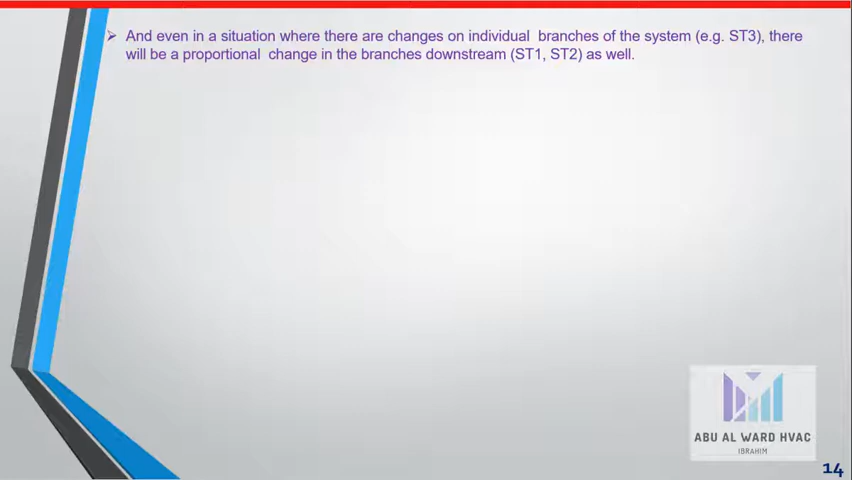 ➢ And even in a situation where there are changes on individual branches of the system (e.g. ST3), there
will be a proportional change in the branches downstream (ST1, ST2) as well.
ABU AL WARD HVAC
IBRAHIM
14